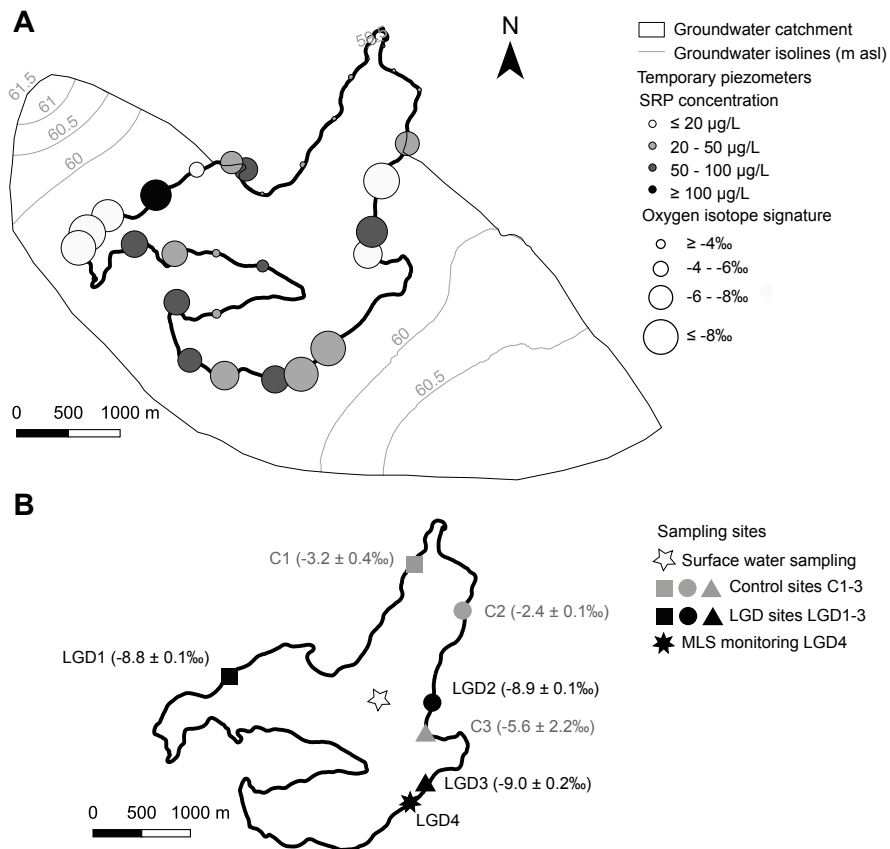 A
N
61.5
61
60.5
60
60
60.5
0 500 1000 m
Groundwater catchment
Groundwater isolines (m asl)
Temporary piezometers
SRP concentration
≤ 20 µg/L
20 - 50 µg/L
50 - 100 µg/L
≥ 100 µg/L
Oxygen isotope signature
≥ -4‰
-4 - -6‰
-6 - -8‰
≤ -8‰
B
C1 (-3.2 ± 0.4‰)
C2 (-2.4 ± 0.1‰)
LGD1 (-8.8 ± 0.1‰)
LGD2 (-8.9 ± 0.1‰)
C3 (-5.6 ± 2.2‰)
LGD3 (-9.0 ± 0.2‰)
LGD4
0 500 1000 m
Sampling sites
Surface water sampling
Control sites C1-3
LGD sites LGD1-3
MLS monitoring LGD4